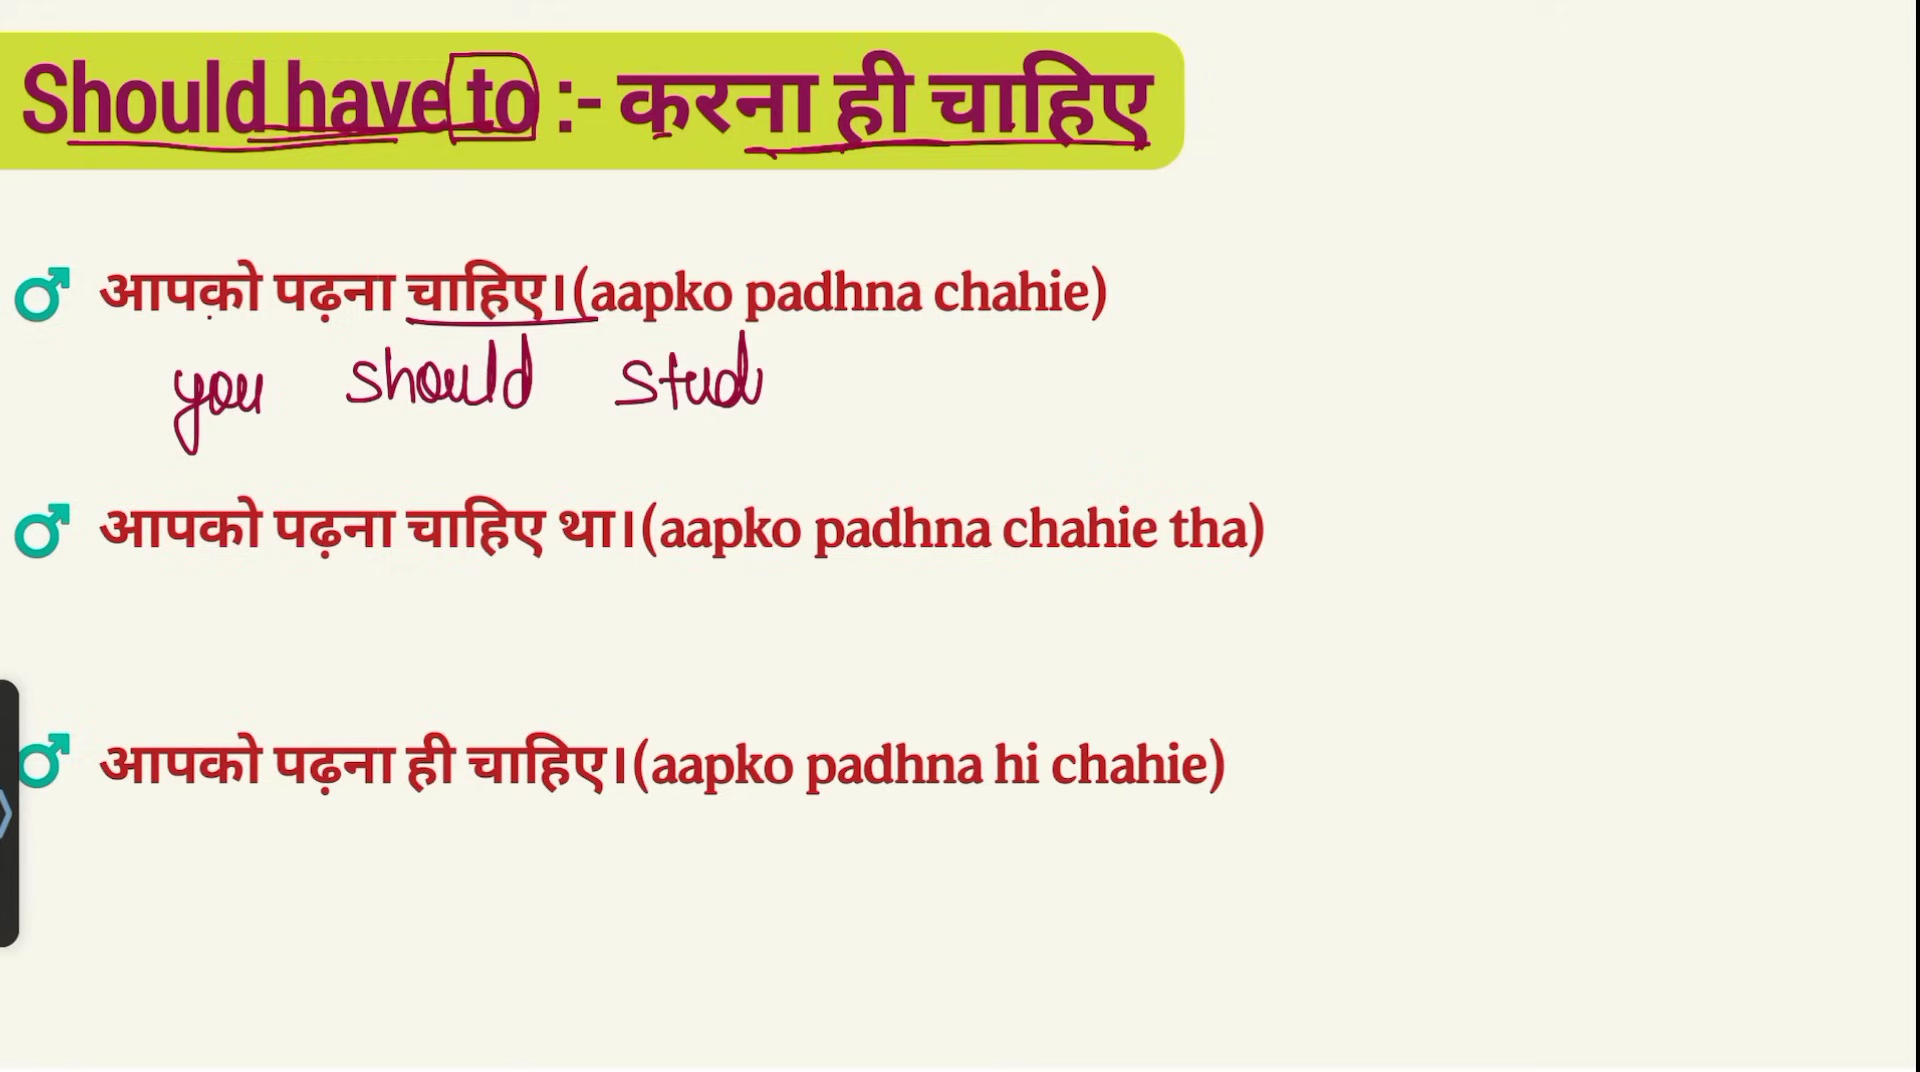 Should have to :- करना ही चाहिए
आपको पढ़ना चाहिए।(aapko padhna chahie)
you should stud
आपको पढ़ना चाहिए था।(aapko padhna chahie tha)
आपको पढ़ना ही चाहिए।(aapko padhna hi chahie)